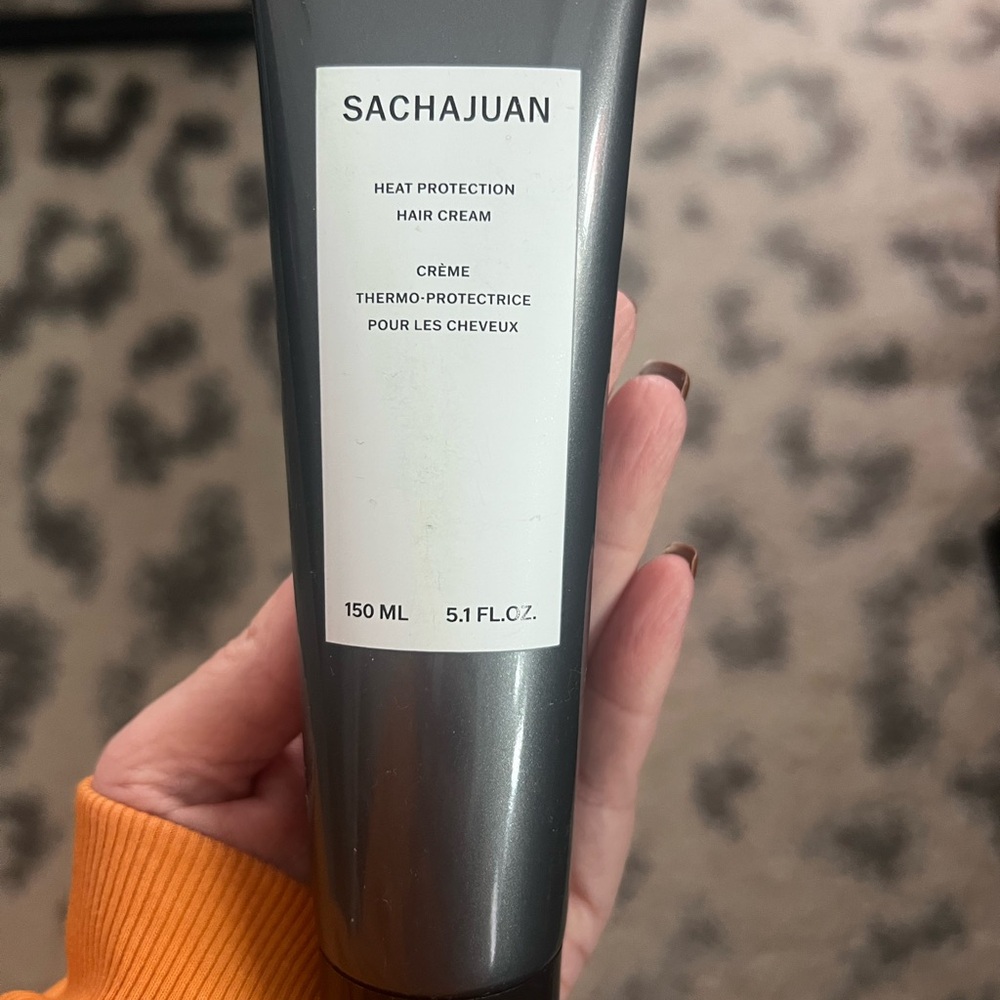 SACHAJUAN
HEAT PROTECTION
HAIR CREAM
CRÈME
THERMO-PROTECTRICE
POUR LES CHEVEUX
150 ML 5.1 FL.OZ.